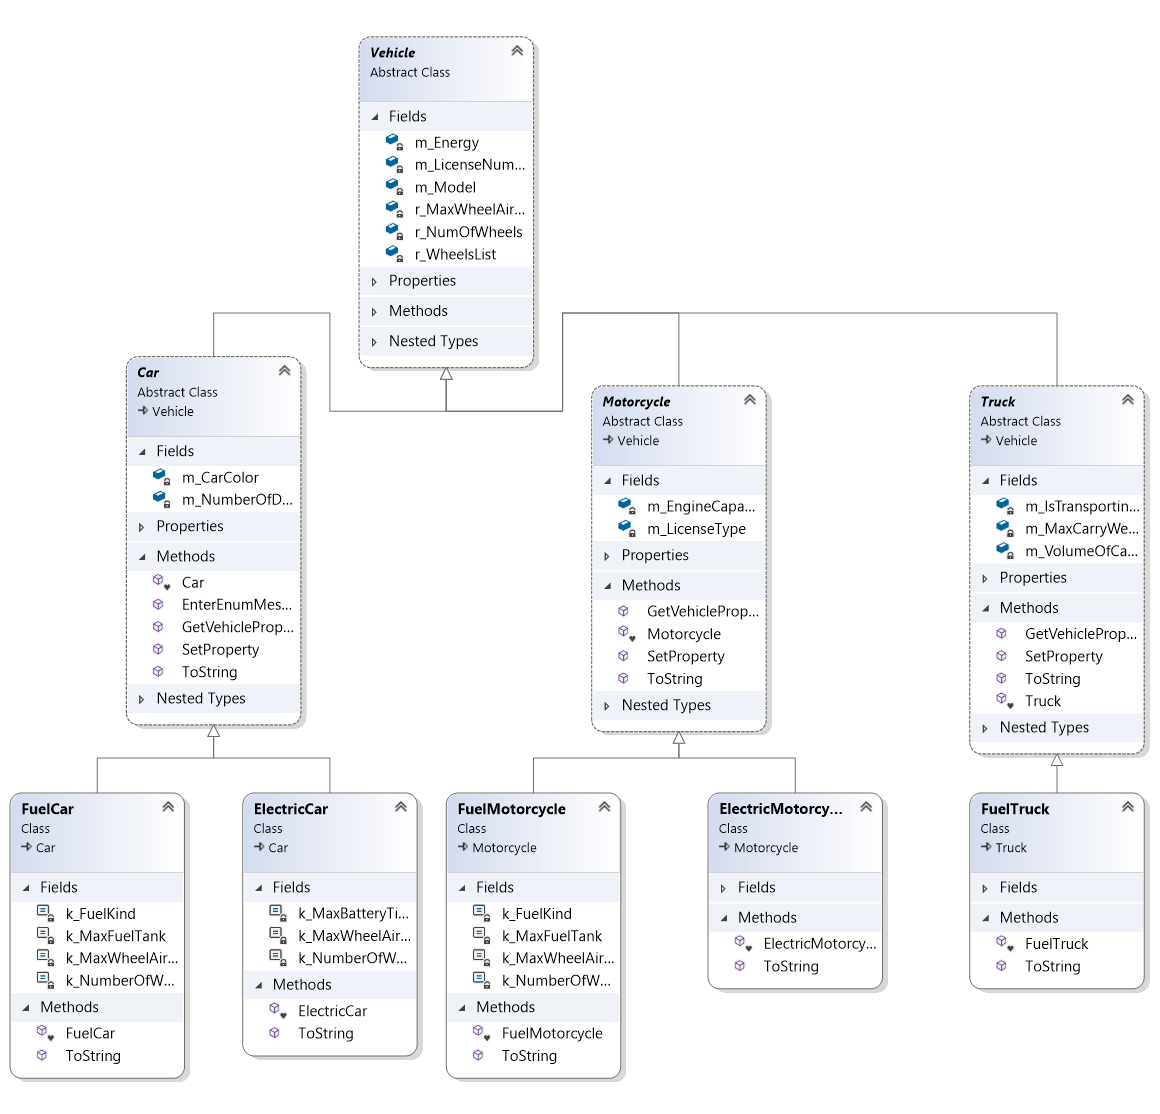 Vehicle
Abstract Class
Fields
m_Energy
m_LicenseNum...
m_Model
r_MaxWheelAir...
r_NumOfWheels
r_WheelsList
Properties
Methods
Nested Types
Car
Abstract Class
Vehicle
Fields
m_CarColor
m_NumberOfD...
Properties
Methods
Car
EnterEnumMes...
GetVehicleProp...
SetProperty
ToString
Nested Types
Motorcycle
Abstract Class
Vehicle
Fields
m_EngineCapa...
m_LicenseType
Properties
Methods
GetVehicleProp...
Motorcycle
SetProperty
ToString
Nested Types
Truck
Abstract Class
Vehicle
Fields
m_IsTransportin...
m_MaxCarryWe...
m_VolumeOfCa...
Properties
Methods
GetVehicleProp...
SetProperty
ToString
Truck
Nested Types
FuelCar
Class
Car
Fields
k_FuelKind
k_MaxFuelTank
k_MaxWheelAir...
k_NumberOfW...
Methods
FuelCar
ToString
ElectricCar
Class
Car
Fields
k_MaxBatteryTi...
k_MaxWheelAir...
k_NumberOfW...
Methods
ElectricCar
ToString
FuelMotorcycle
Class
Motorcycle
Fields
k_FuelKind
k_MaxFuelTank
k_MaxWheelAir...
k_NumberOfW...
Methods
FuelMotorcycle
ToString
ElectricMotorcy...
Class
Motorcycle
Fields
Methods
ElectricMotorcy...
ToString
FuelTruck
Class
Truck
Fields
Methods
FuelTruck
ToString